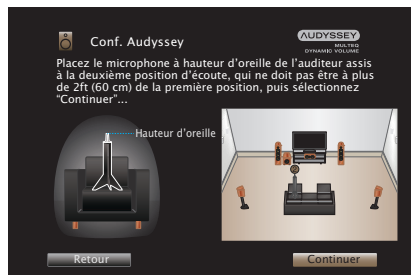 Conf. Audyssey
AUDYSSEY
MULTEQ
DYNAMIC VOLUME
Placez le microphone à hauteur d'oreille de l'auditeur assis
à la deuxième position d'écoute, qui ne doit pas être à plus
de 2ft (60 cm) de la première position, puis sélectionnez
"Continuer"...
Hauteur d'oreille
Retour
Continuer